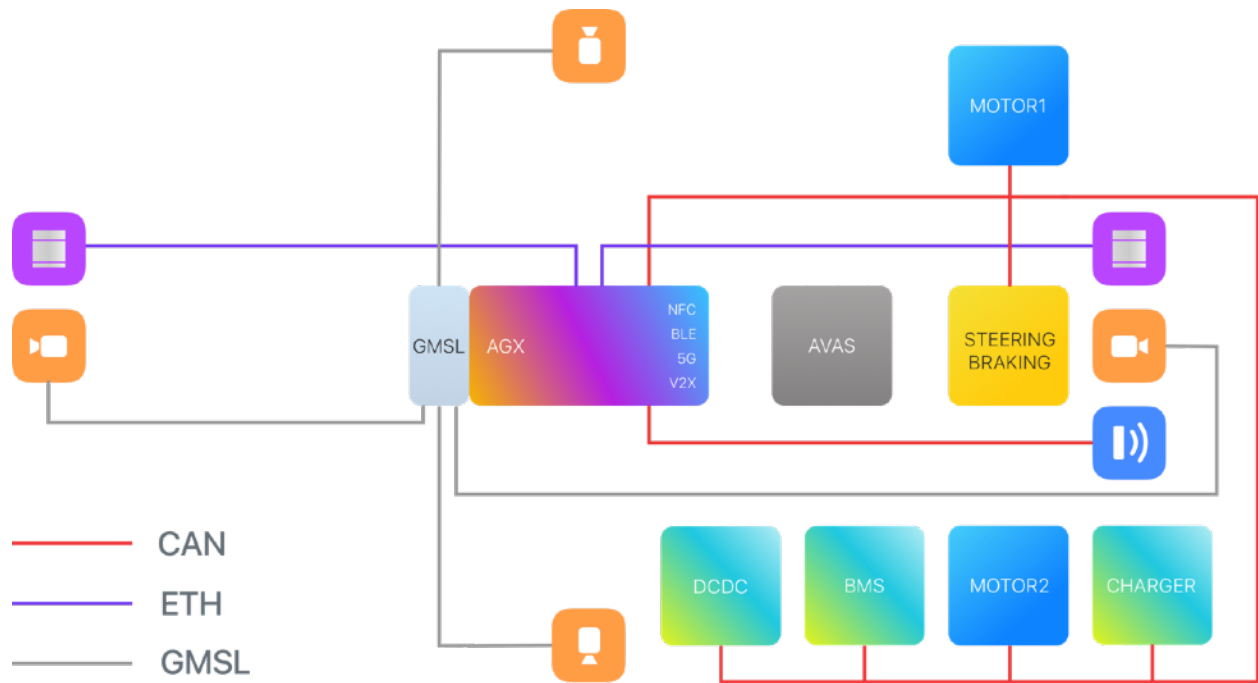 MOTOR1
GMSL
AGX
NFC
BLE
5G
V2X
AVAS
STEERING
BRAKING
DCDC
BMS
MOTOR2
CHARGER
CAN
ETH
GMSL